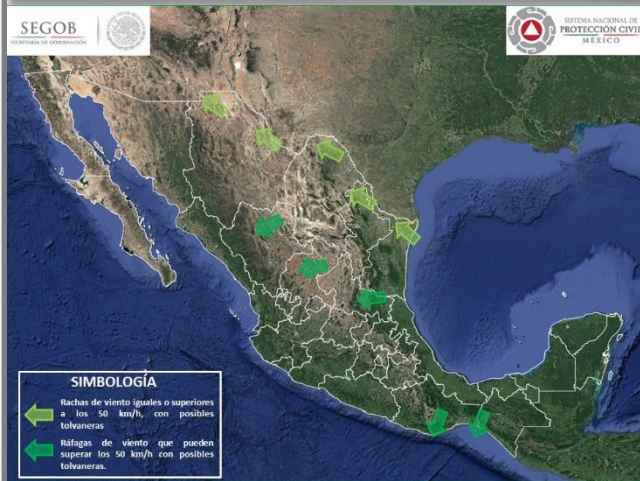 SEGOB
SECRETARÍA DE GOBERNACIÓN
SISTEMA NACIONAL DE
PROTECCIÓN CIVIL
MÉXICO
SIMBOLOGÍA
Rachas de viento iguales o superiores
a los 50 km/h, con posibles
tolvaneras
Ráfagas de viento que pueden
superar los 50 km/h con posibles
tolvaneras.